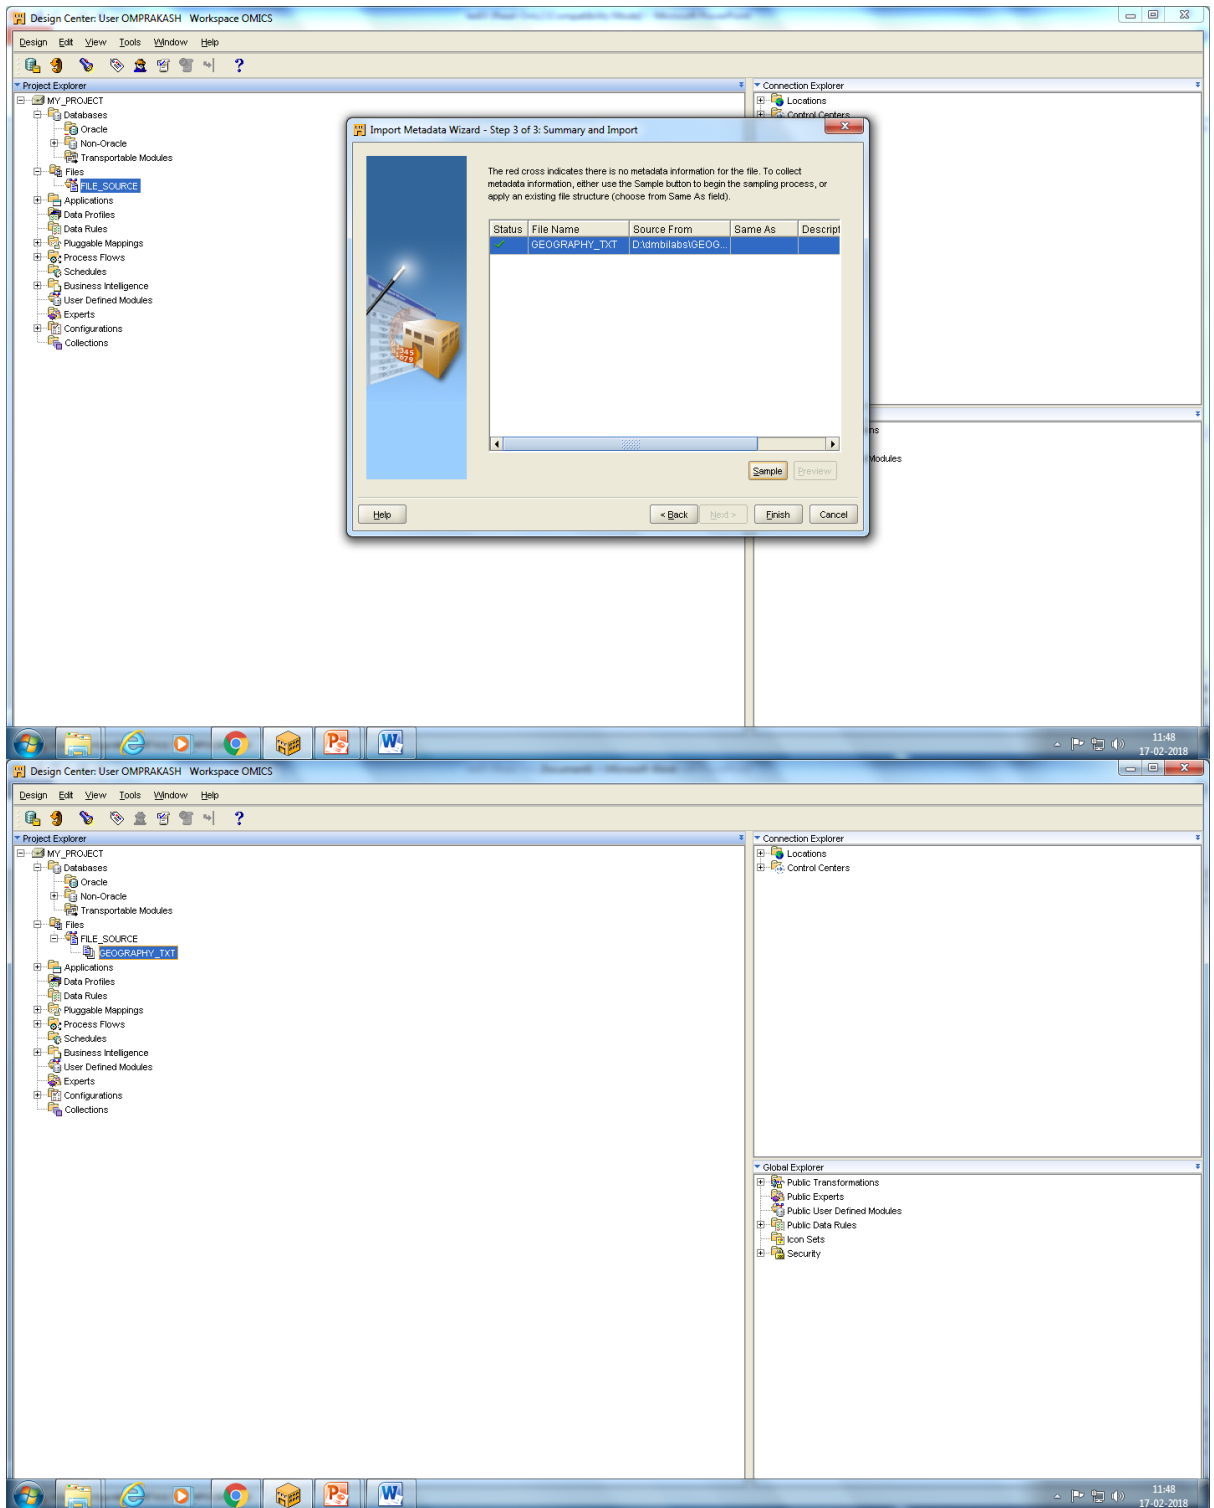 Design Center: User OMPRAKASH Workspace OMICS
Design Edit View Tools Window Help
Project Explorer
MY_PROJECT
Databases
Oracle
Non-Oracle
Transportable Modules
Files
FILE_SOURCE
Applications
Data Profiles
Data Rules
Pluggable Mappings
Process Flows
Schedules
Business Intelligence
User Defined Modules
Experts
Configurations
Collections
Connection Explorer
Locations
Control Centers
Import Metadata Wizard - Step 3 of 3: Summary and Import
The red cross indicates there is no metadata information for the file. To collect
metadata information, either use the Sample button to begin the sampling process, or
apply an existing file structure (choose from Same As field).
Status File Name Source From Same As Descript
GEOGRAPHY_TXT D:\dmbilabs\GEOG...
Sample Preview
Help < Back Next > Finish Cancel
ns
Modules
11:48
17-02-2018
Design Center: User OMPRAKASH Workspace OMICS
Design Edit View Tools Window Help
Project Explorer
MY_PROJECT
Databases
Oracle
Non-Oracle
Transportable Modules
Files
FILE_SOURCE
GEOGRAPHY_TXT
Applications
Data Profiles
Data Rules
Pluggable Mappings
Process Flows
Schedules
Business Intelligence
User Defined Modules
Experts
Configurations
Collections
Connection Explorer
Locations
Control Centers
Global Explorer
Public Transformations
Public Experts
Public User Defined Modules
Public Data Rules
Icon Sets
Security
11:48
17-02-2018